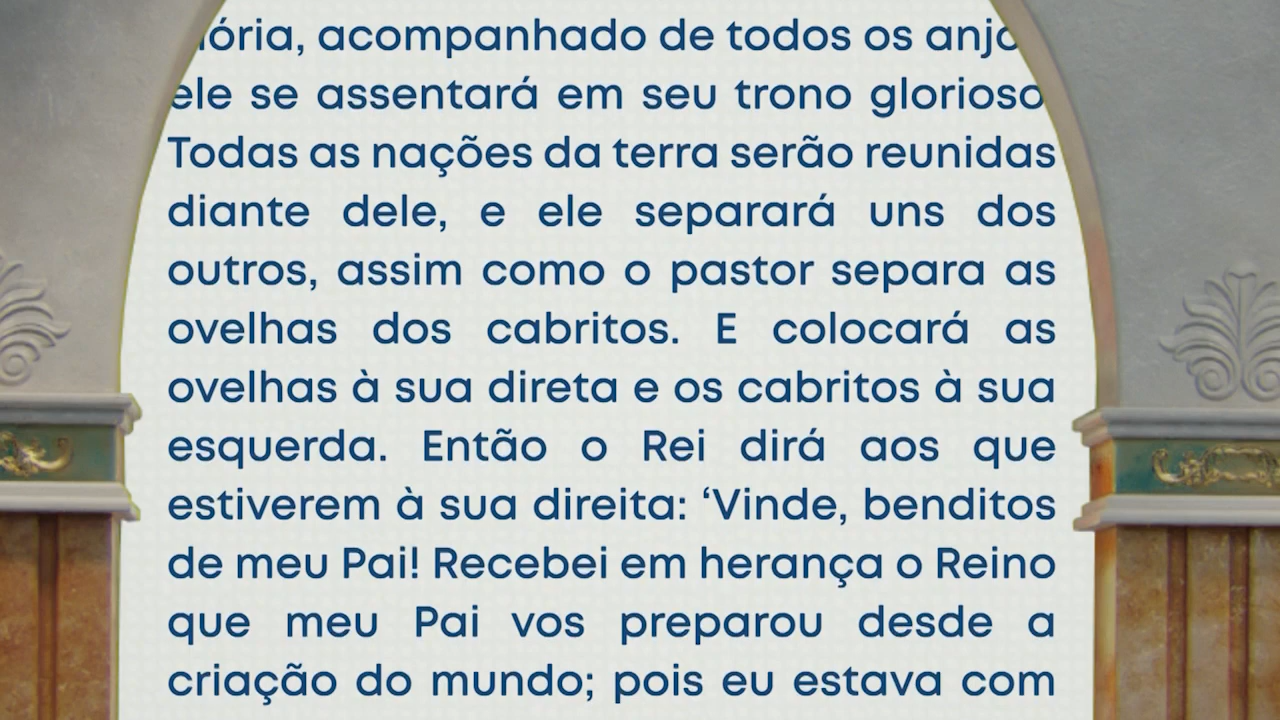 acompanhado de todos os
ele se assentará em seu trono glorioso
Todas as nações da terra serão reunidas
diante dele, e ele separará uns dos
outros, assim como o pastor separa as
ovelhas dos cabritos. E colocará as
ovelhas à sua direta e os cabritos à sua
esquerda. Então o Rei dirá aos que
estiverem à sua direita: ‘Vinde, benditos
de meu Pai! Recebei em herança o Reino
que meu Pai vos preparou desde a
criação do mundo; pois eu estava com